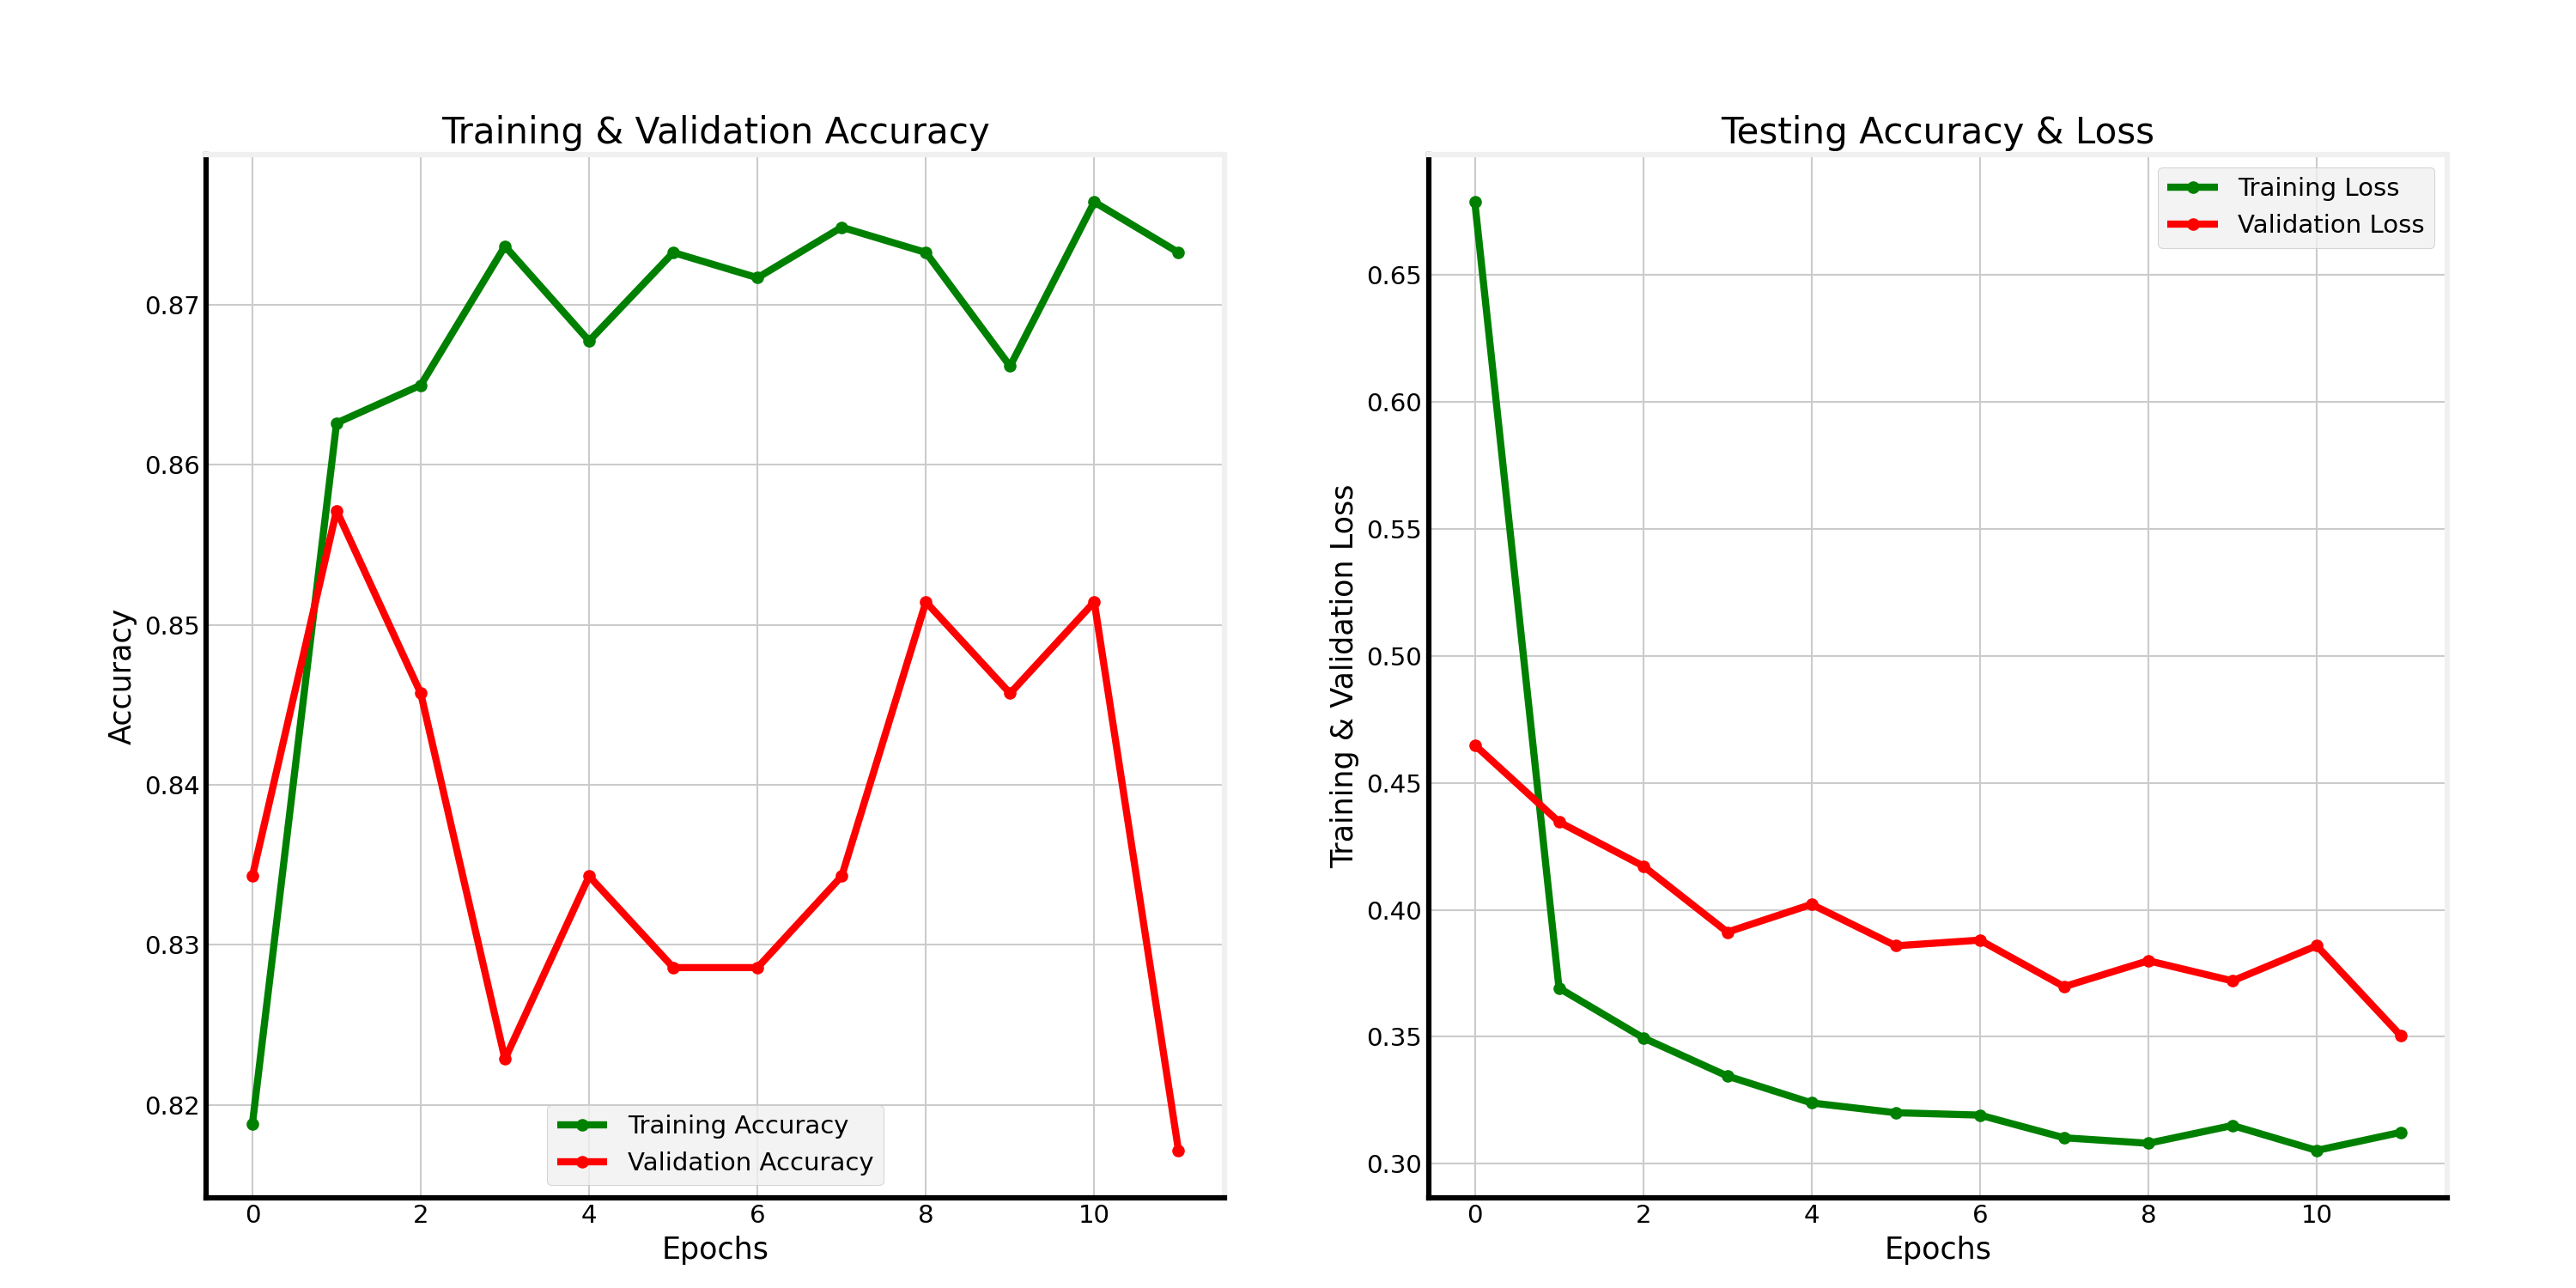 Training & Validation Accuracy
Accuracy
0.87
0.86
0.85
0.84
0.83
0.82
Training Accuracy
Validation Accuracy
0 2 4 6 8 10
Epochs
Testing Accuracy & Loss
Training & Validation Loss
Training Loss
Validation Loss
0.65
0.60
0.55
0.50
0.45
0.40
0.35
0.30
0 2 4 6 8 10
Epochs